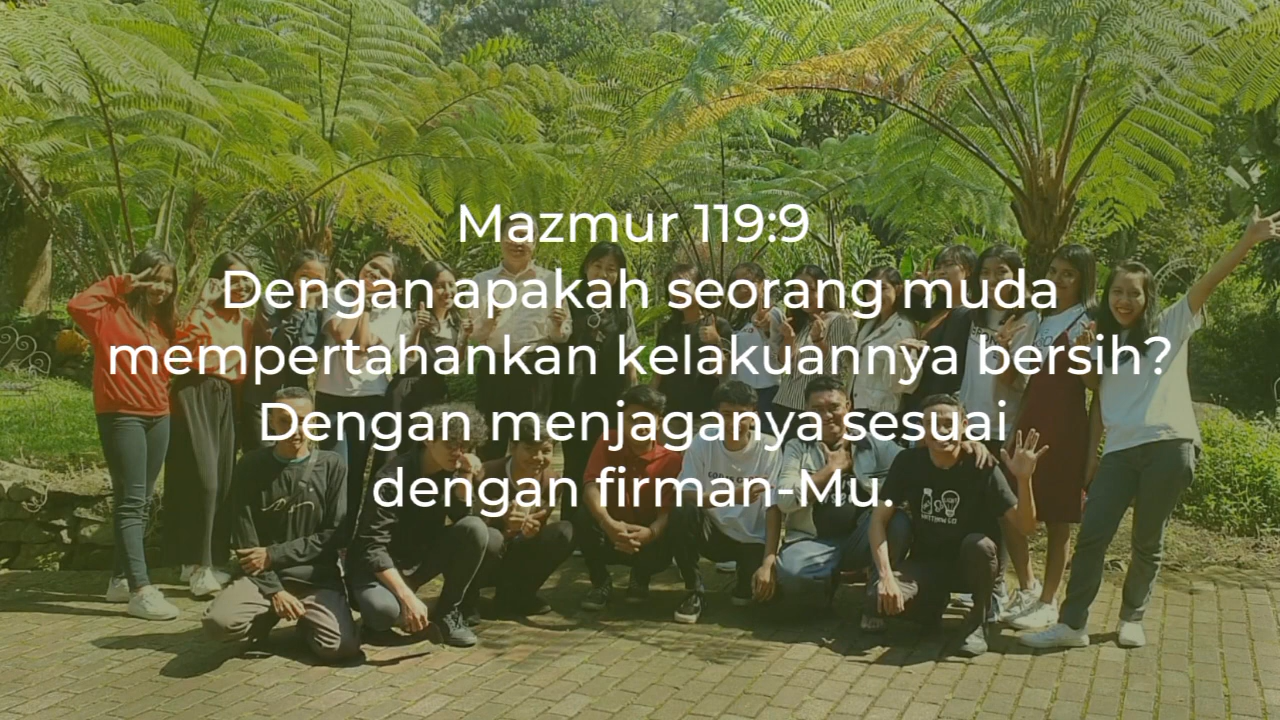 Mazmur 119:9
Dengan apakah seorang muda
mempertahankan kelakuannya bersih?
Dengan menjaganya sesuai
dengan firman-Mu.